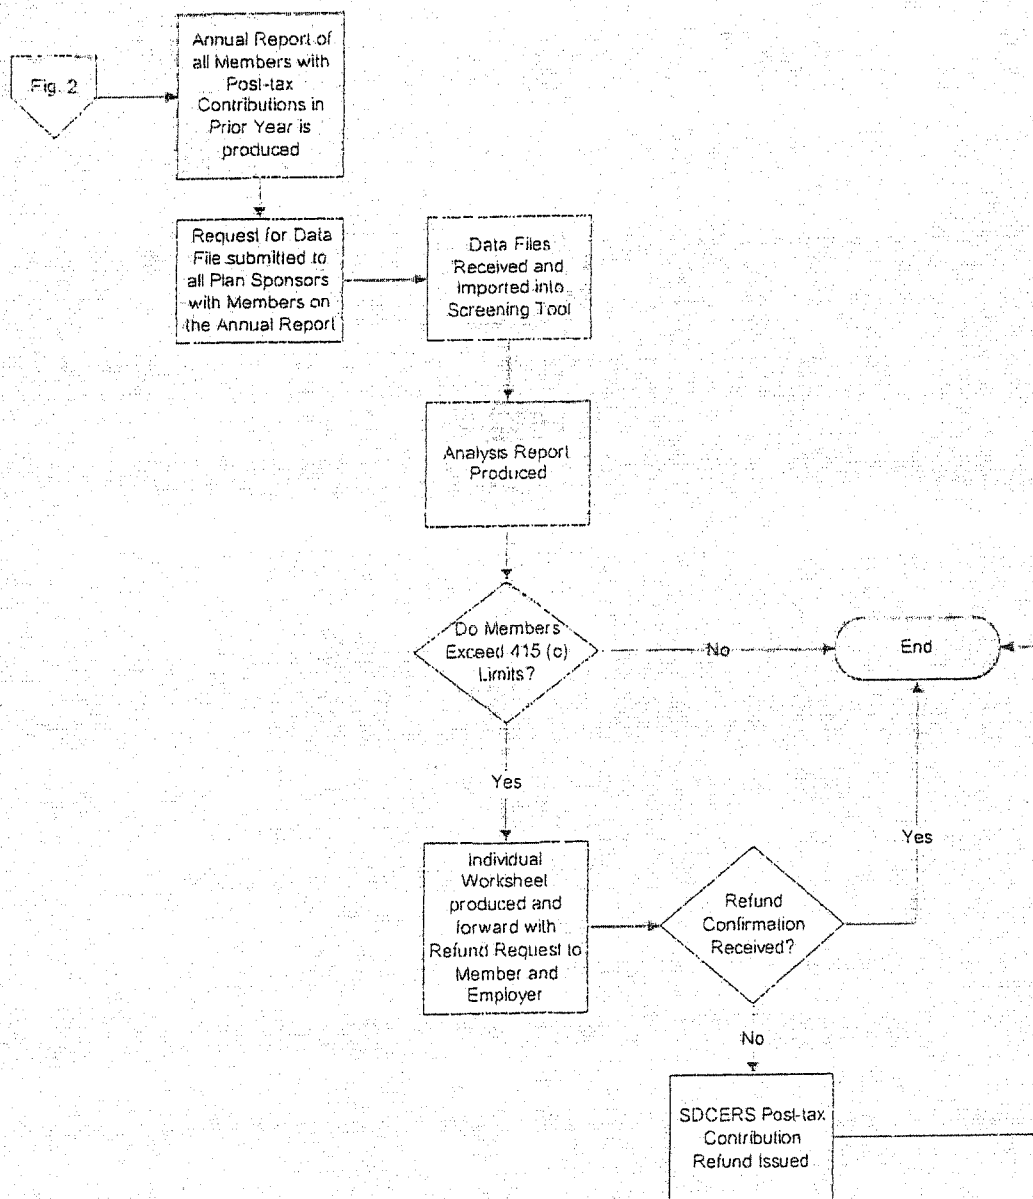 Fig. 2
Annual Report of
all Members with
Post-tax
Contributions in
Prior Year is
produced
Request for Data
File submitted to
all Plan Sponsors
with Members on
the Annual Report
Data Files
Received and
Imported into
Screening Tool
Analysis Report
Produced
Do Members
Exceed 415 (c)
Limits?
No
End
Yes
Individual
Worksheet
produced and
forward with
Refund Request to
Member and
Employer
Refund
Confirmation
Received?
Yes
No
SDCERS Post-tax
Contribution
Refund Issued